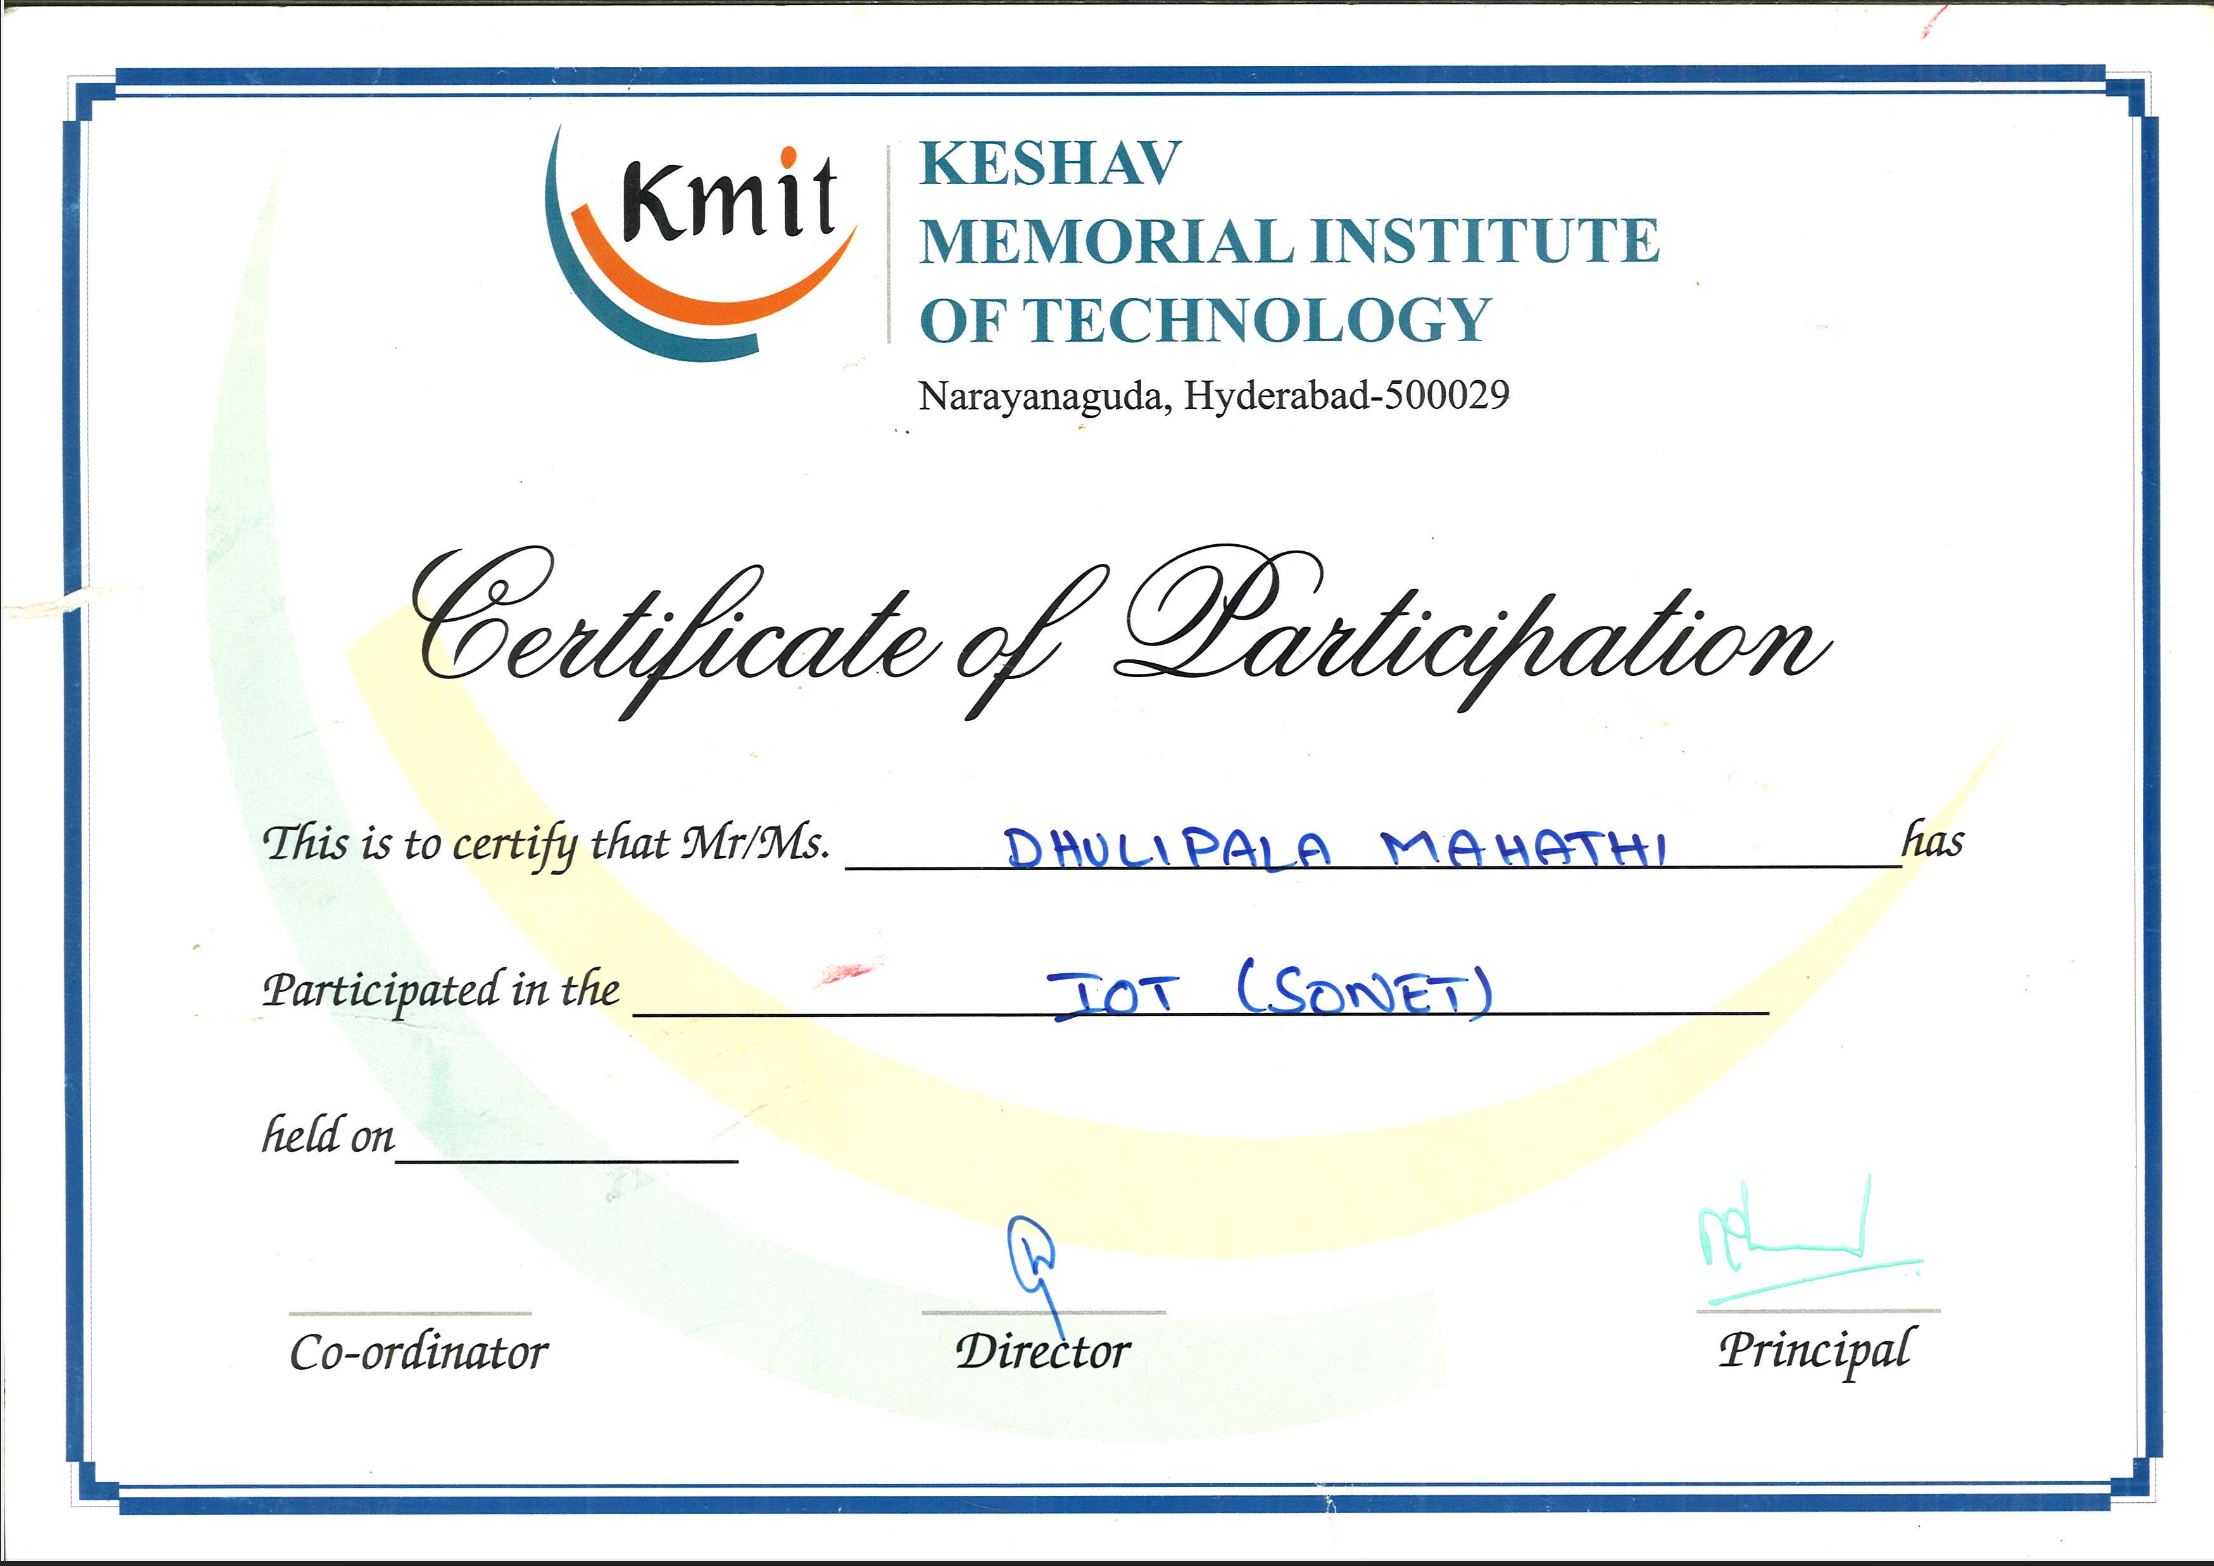 Kmit
KESHAV
MEMORIAL INSTITUTE
OF TECHNOLOGY
Narayanaguda, Hyderabad-500029
Certificate of Participation
This is to certify that Mr/Ms. DHULIPALA MAHATHI has
Participated in the IOT (SONET)
held on
Co-ordinator
Director
Principal